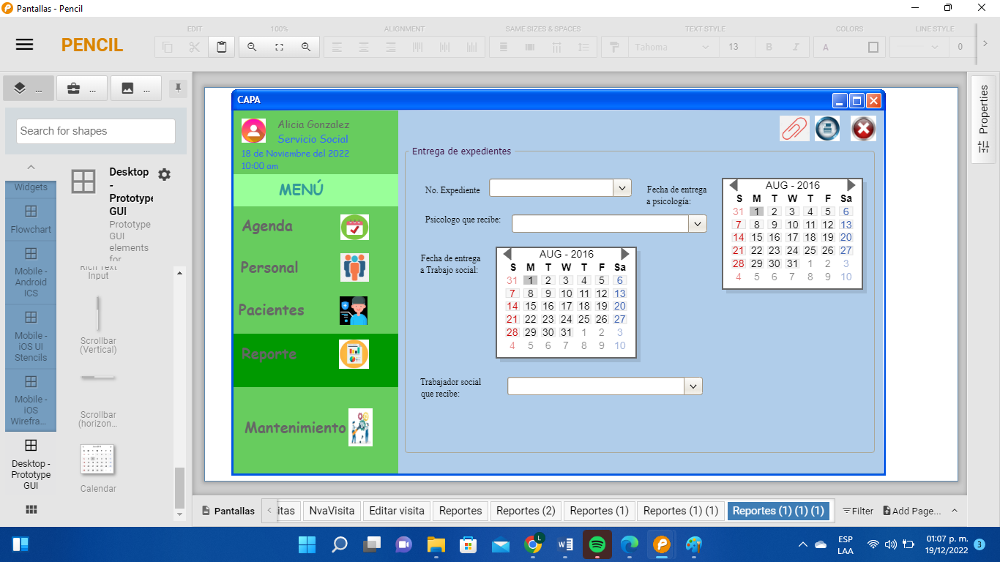 Pantallas - Pencil
PENCIL
EDIT
100%
ALIGNMENT
SAME SIZES & SPACES
TEXT STYLE
Tahoma
13
B
I
COLORS
A
LINE STYLE
0
...
...
...
Search for shapes
Widgets
Flowchart
Mobile -
Android
ICS
Mobile -
iOS UI
Stencils
Mobile -
iOS
Wirefra...
Desktop -
Prototype
GUI
Desktop
-
Prototype
GUI
Prototype
GUI
elements
for
Rich Text
Input
Scrollbar
(Vertical)
Scrollbar
(horizon...
Calendar
CAPA
Alicia Gonzalez
Servicio Social
18 de Noviembre del 2022
10:00 am
MENÚ
Agenda
Personal
Pacientes
Reporte
Mantenimiento
Entrega de expedientes
No. Expediente
Fecha de entrega
a psicología:
Psicologo que recibe:
AUG - 2016
S M T W T F Sa
31 1 2 3 4 5 6
7 8 9 10 11 12 13
14 15 16 17 18 19 20
21 22 23 24 25 26 27
28 29 30 31 1 2 3
4 5 6 7 8 9 10
Fecha de entrega
a Trabajo social:
AUG - 2016
S M T W T F Sa
31 1 2 3 4 5 6
7 8 9 10 11 12 13
14 15 16 17 18 19 20
21 22 23 24 25 26 27
28 29 30 31 1 2 3
4 5 6 7 8 9 10
Trabajador social
que recibe:
Properties
Pantallas
itas
NvaVisita
Editar visita
Reportes
Reportes (2)
Reportes (1)
Reportes (1) (1)
Reportes (1) (1) (1)
Filter
Add Page...
L
ESP
LAA
01:07 p. m.
19/12/2022
3